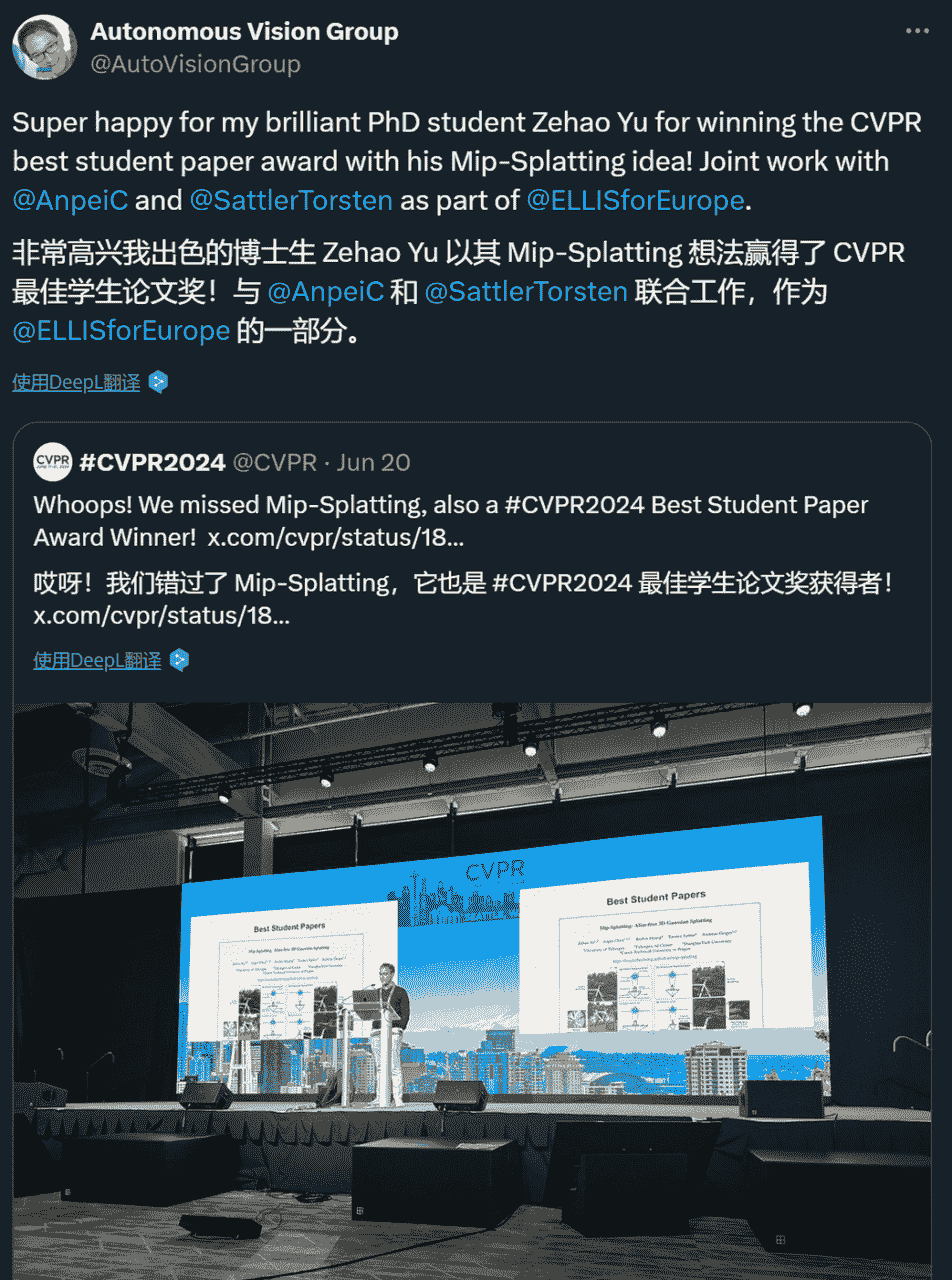 Autonomous Vision Group
@AutoVisionGroup
Super happy for my brilliant PhD student Zehao Yu for winning the CVPR
best student paper award with his Mip-Splatting idea! Joint work with
@AnpeiC and @SattlerTorsten as part of @ELLISforEurope.
非常高兴我出色的博士生 Zehao Yu 以其 Mip-Splatting 想法赢得了 CVPR
最佳学生论文奖！与 @AnpeiC 和 @SattlerTorsten 联合工作，作为
@ELLISforEurope 的一部分。
使用DeepL翻译
CVPR
#CVPR2024 @CVPR · Jun 20
Whoops! We missed Mip-Splatting, also a #CVPR2024 Best Student Paper
Award Winner! x.com/cvpr/status/18...
哎呀！我们错过了 Mip-Splatting，它也是 #CVPR2024 最佳学生论文奖获得者！
x.com/cvpr/status/18...
使用DeepL翻译
CVPR
Best Student Papers
Mip-Splatting: Alias-free 3D Gaussian Splatting
Best Student Papers
Mip-Splatting: Alias-free 3D Gaussian Splatting